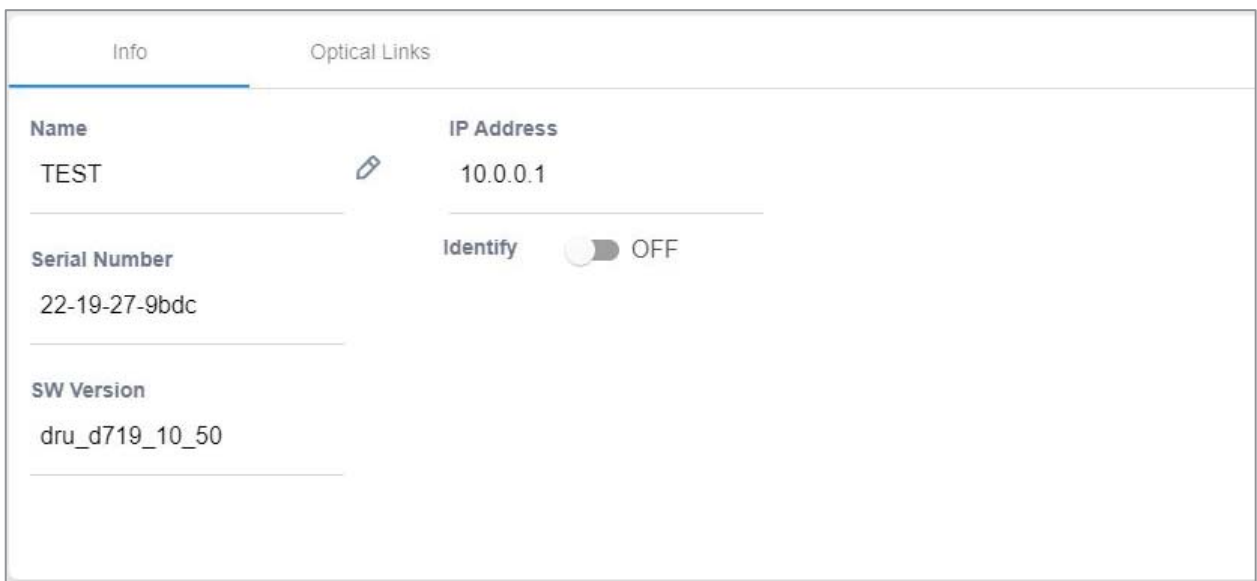 Info
Optical Links
Name
TEST
IP Address
10.0.0.1
Serial Number
22-19-27-9bdc
Identify
OFF
SW Version
dru_d719_10_50